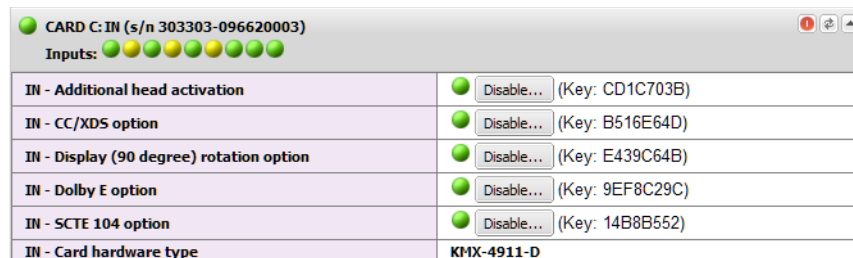 CARD C: IN (s/n 303303-096620003)
Inputs:
IN - Additional head activation Disable... (Key: CD1C703B)
IN - CC/XDS option Disable... (Key: B516E64D)
IN - Display (90 degree) rotation option Disable... (Key: E439C64B)
IN - Dolby E option Disable... (Key: 9EF8C29C)
IN - SCTE 104 option Disable... (Key: 14B8B552)
IN - Card hardware type KMX-4911-D